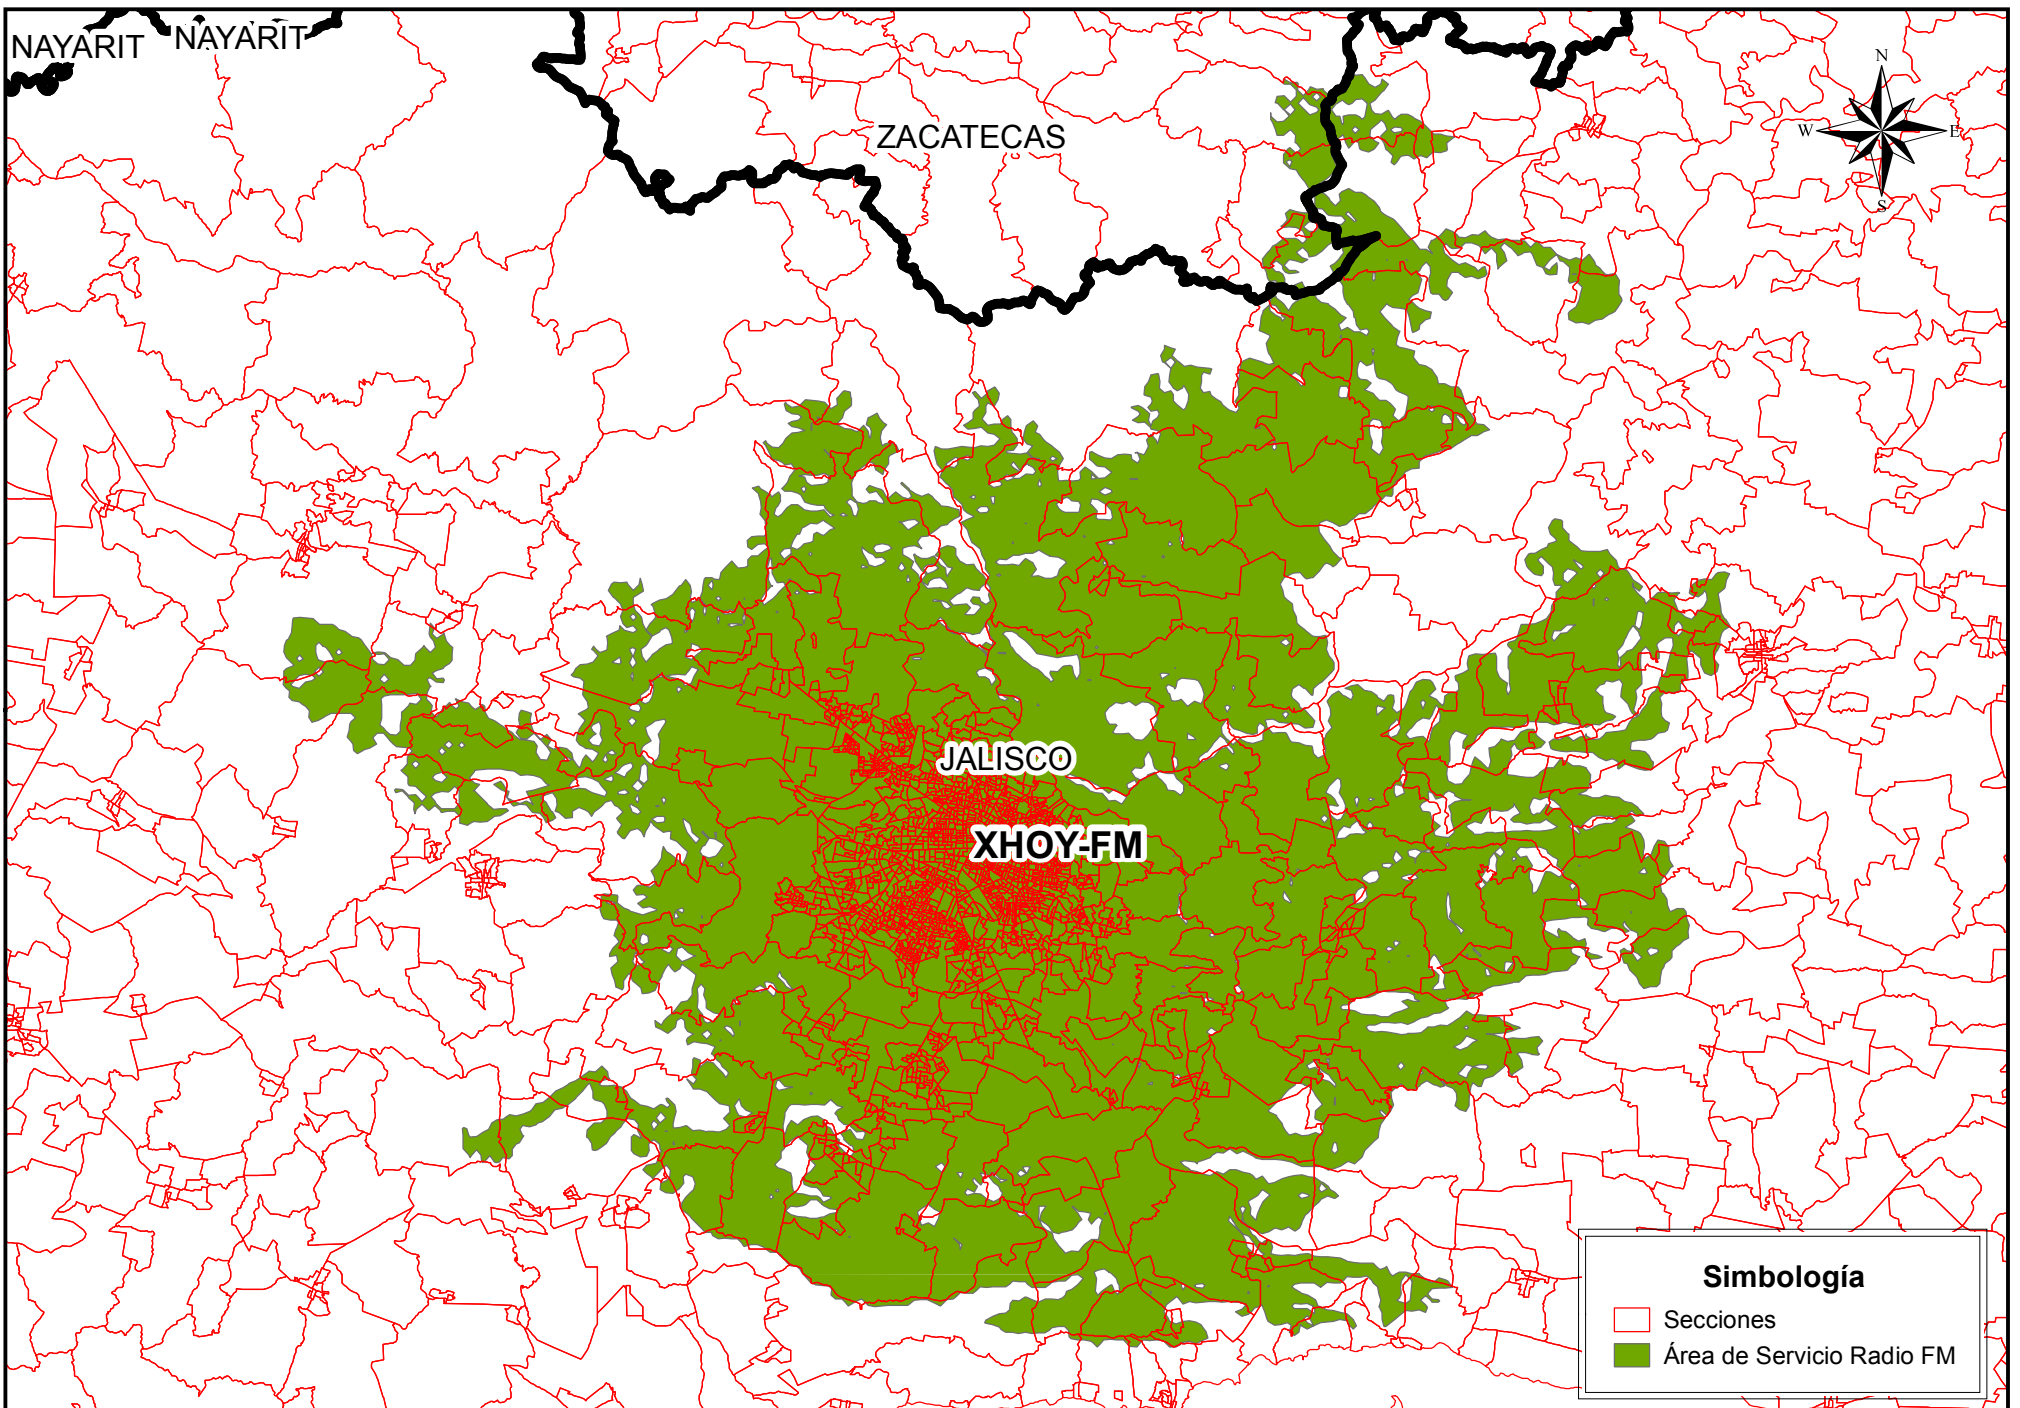 NAYARIT
NAYARIT
ZACATECAS
N
W
E
S
JALISCO
XHOY-FM
Simbología
Secciones
Área de Servicio Radio FM